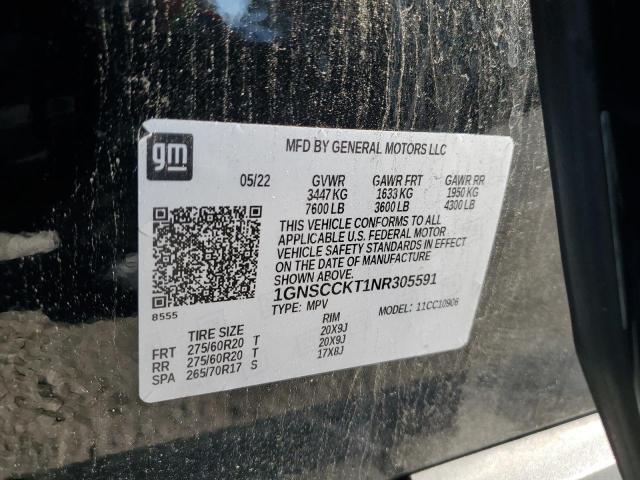 gm
MFD BY GENERAL MOTORS LLC
05/22 GVWR GAWR FRT GAWR RR
3447 KG 1633 KG 1950 KG
7600 LB 3600 LB 4300 LB
THIS VEHICLE CONFORMS TO ALL
APPLICABLE U.S. FEDERAL MOTOR
VEHICLE SAFETY STANDARDS IN EFFECT
ON THE DATE OF MANUFACTURE
SHOWN ABOVE.
1GNSCCKT1NR305591
TYPE: MPV MODEL: 11CC10906
8555
TIRE SIZE RIM
FRT 275/60R20 T 20X9J
RR 275/60R20 T 20X9J
SPA 265/70R17 S 17X8J